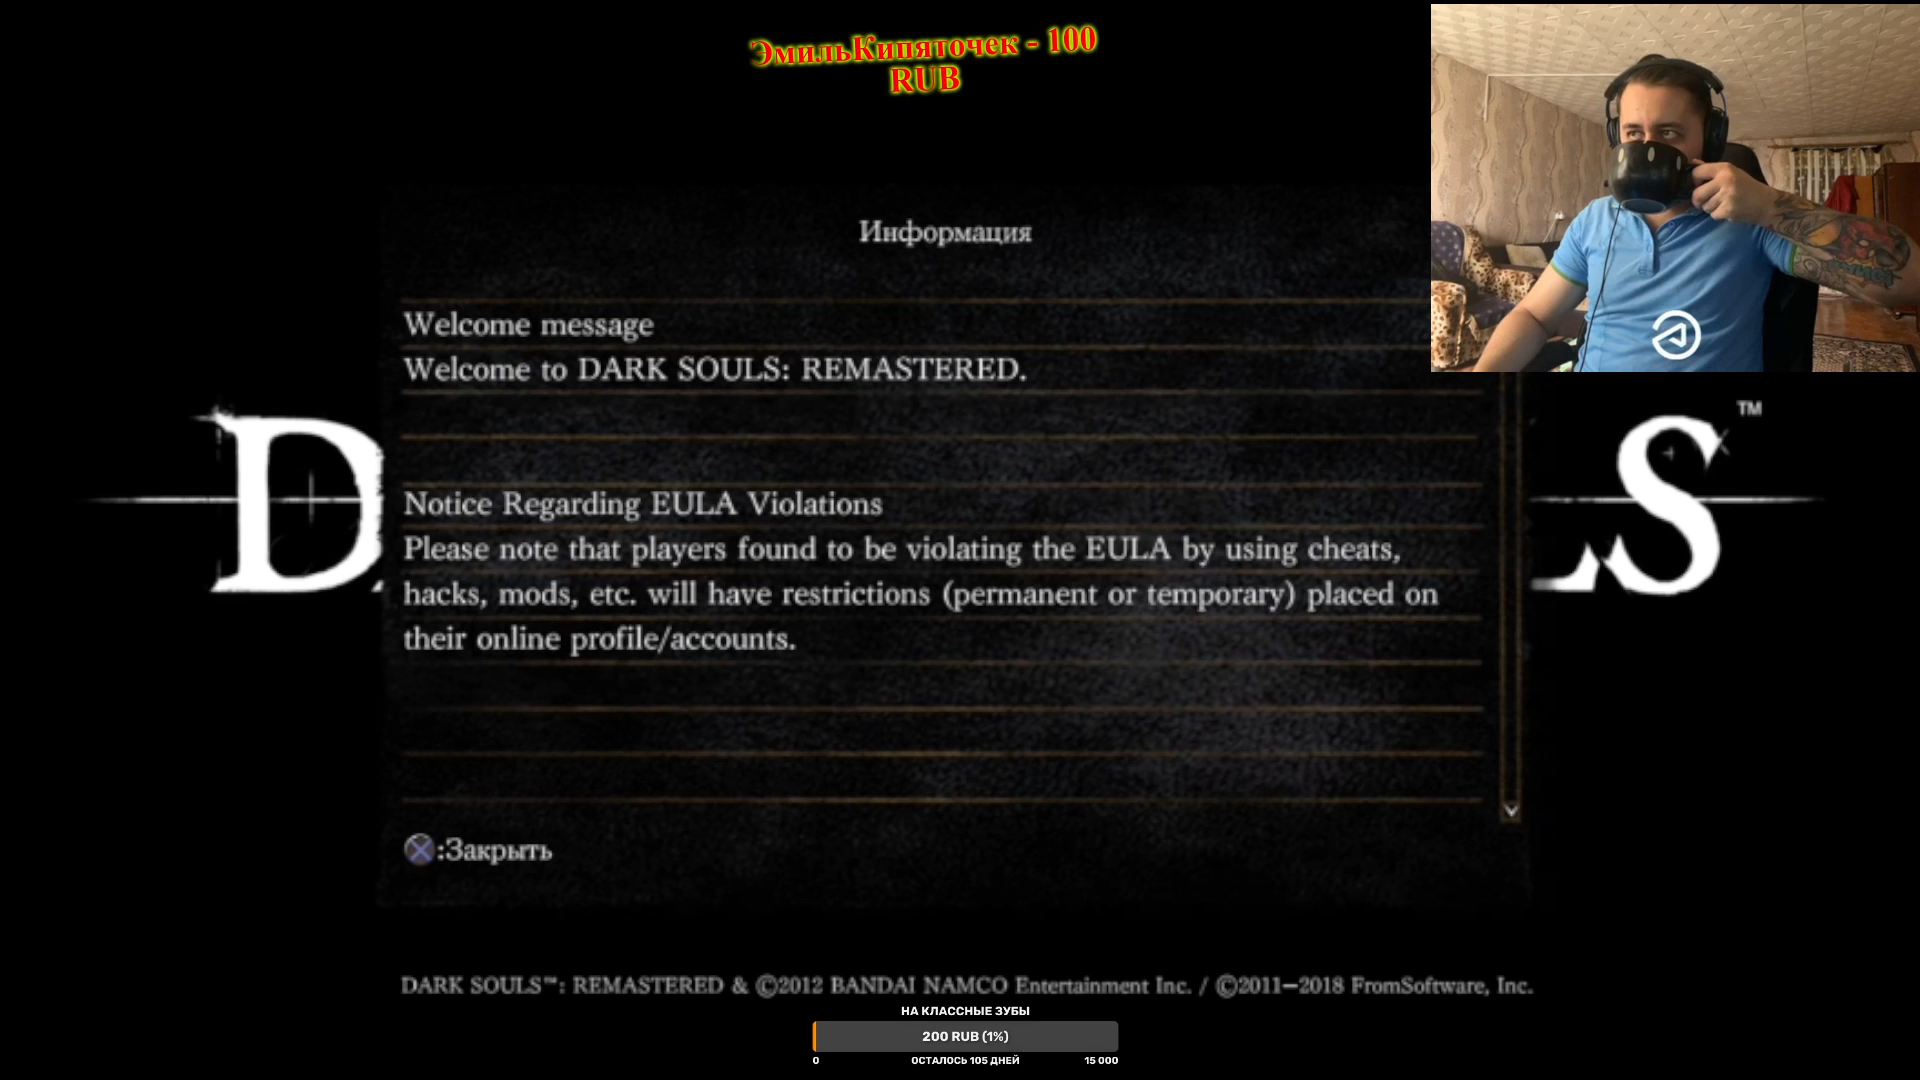 ЭмильКипяточек - 100
RUB
Информация
Welcome message
Welcome to DARK SOULS: REMASTERED.
Notice Regarding EULA Violations
Please note that players found to be violating the EULA by using cheats,
hacks, mods, etc. will have restrictions (permanent or temporary) placed on
their online profile/accounts.
D S™
:Закрыть
DARK SOULS™: REMASTERED & ©2012 BANDAI NAMCO Entertainment Inc. / ©2011—2018 FromSoftware, Inc.
НА КЛАССНЫЕ ЗУБЫ
200 RUB (1%)
0 ОСТАЛОСЬ 105 ДНЕЙ 15 000